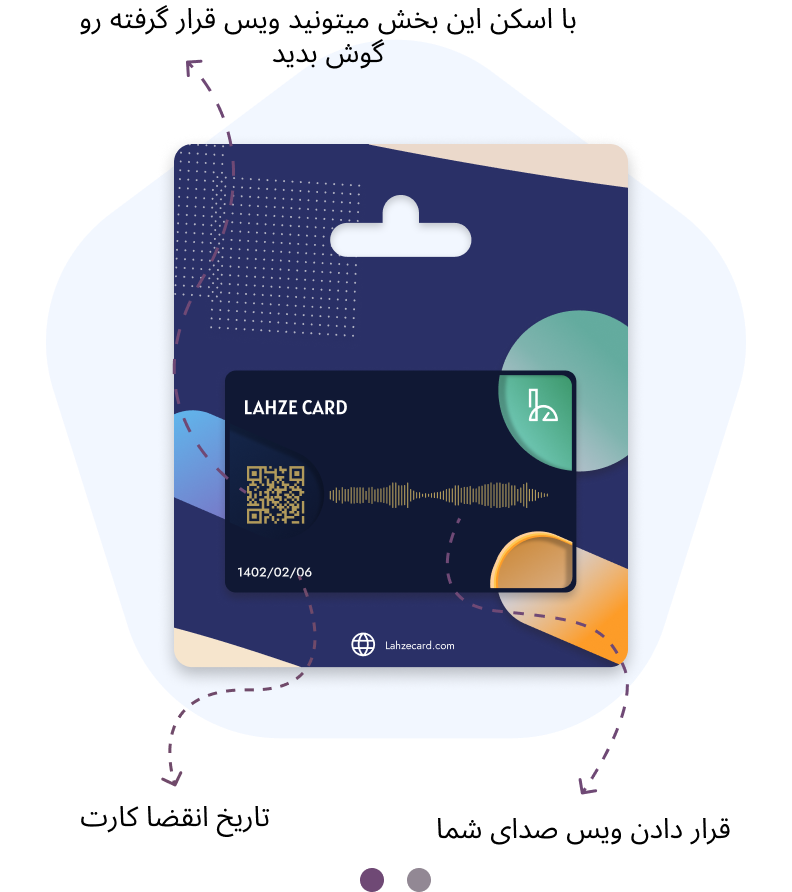 با اسکن این بخش میتونید ویس قرار گرفته رو
گوش بدید
LAHZE CARD
1402/02/06
Lahzecard.com
تاریخ انقضا کارت
قرار دادن ویس صدای شما